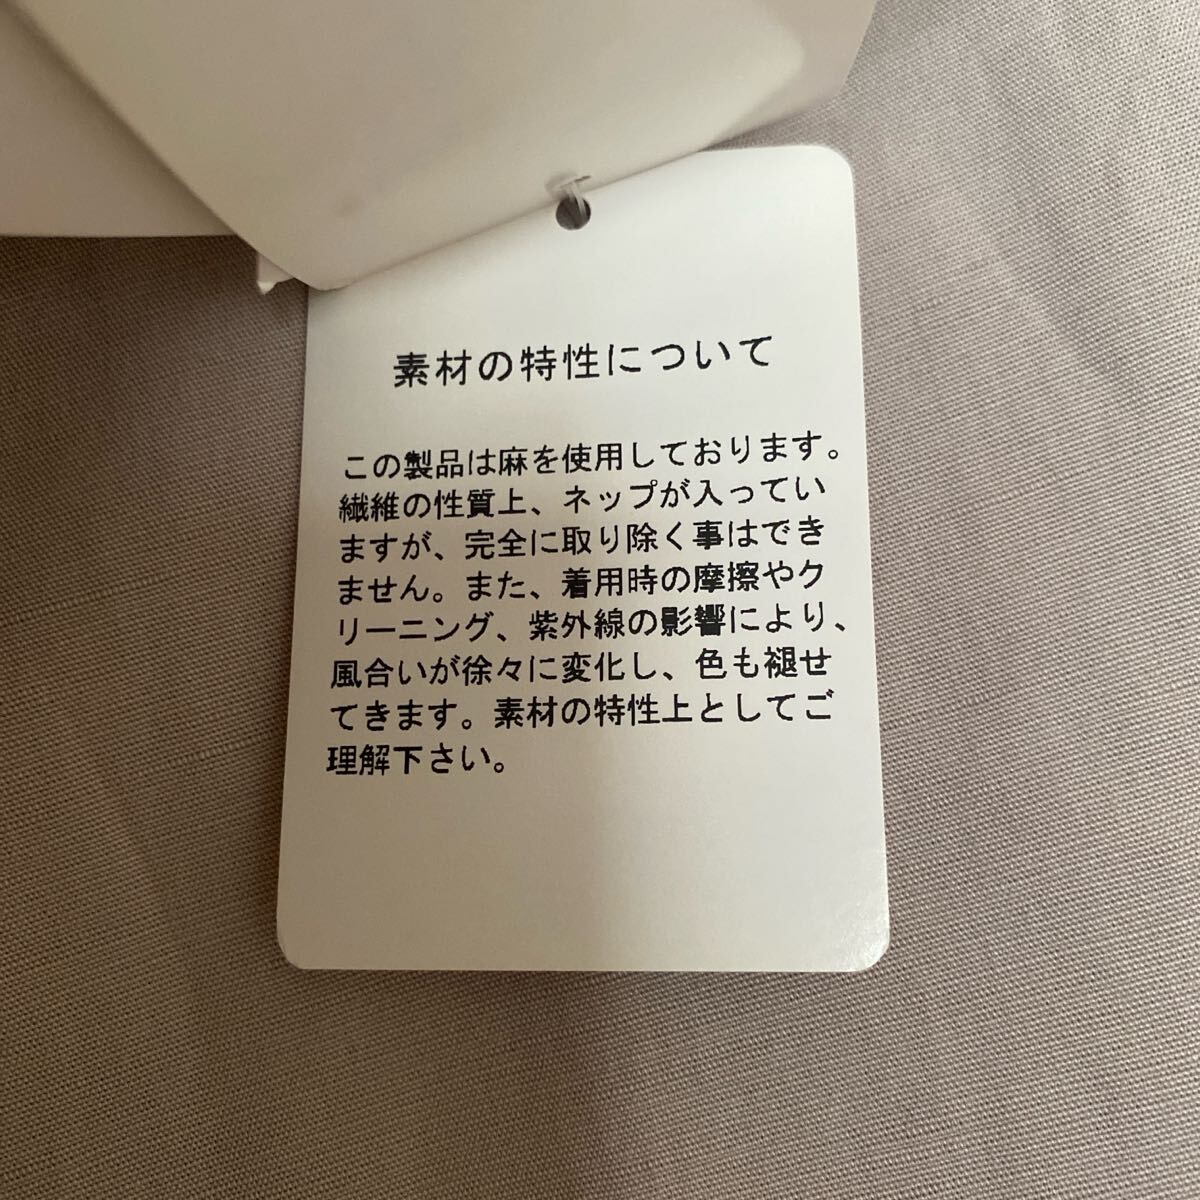 素材の特性について
この製品は麻を使用しております。
繊維の性質上、ネップが入ってい
ますが、完全に取り除く事はでき
ません。また、着用時の摩擦やク
リーニング、紫外線の影響により、
風合いが徐々に変化し、色も褪せ
てきます。素材の特性上としてご
理解下さい。